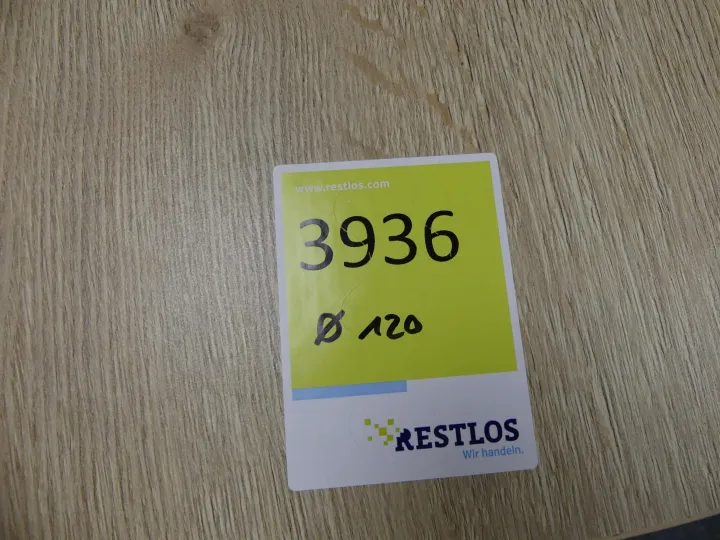 www.restlos.com
3936
Ø 120
RESTLOS
Wir handeln.